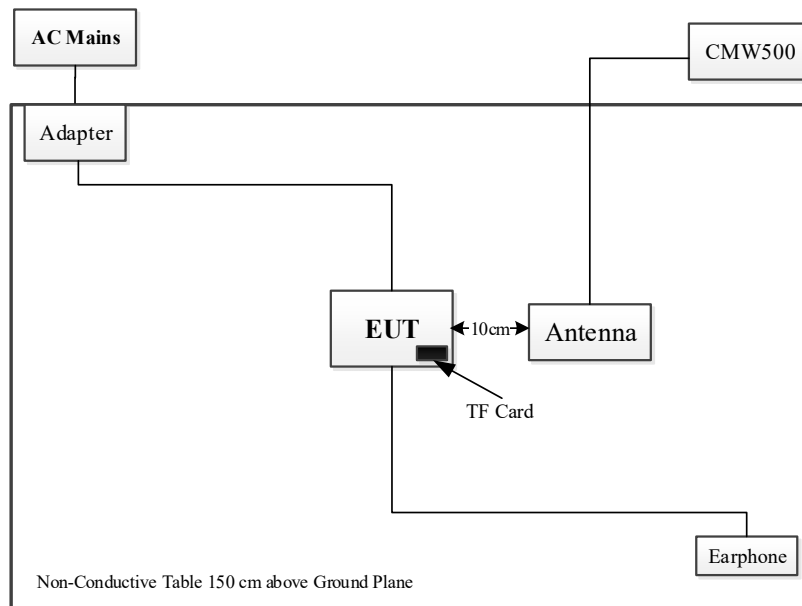 AC Mains
CMW500
Adapter
EUT
10cm
Antenna
TF Card
Earphone
Non-Conductive Table 150 cm above Ground Plane